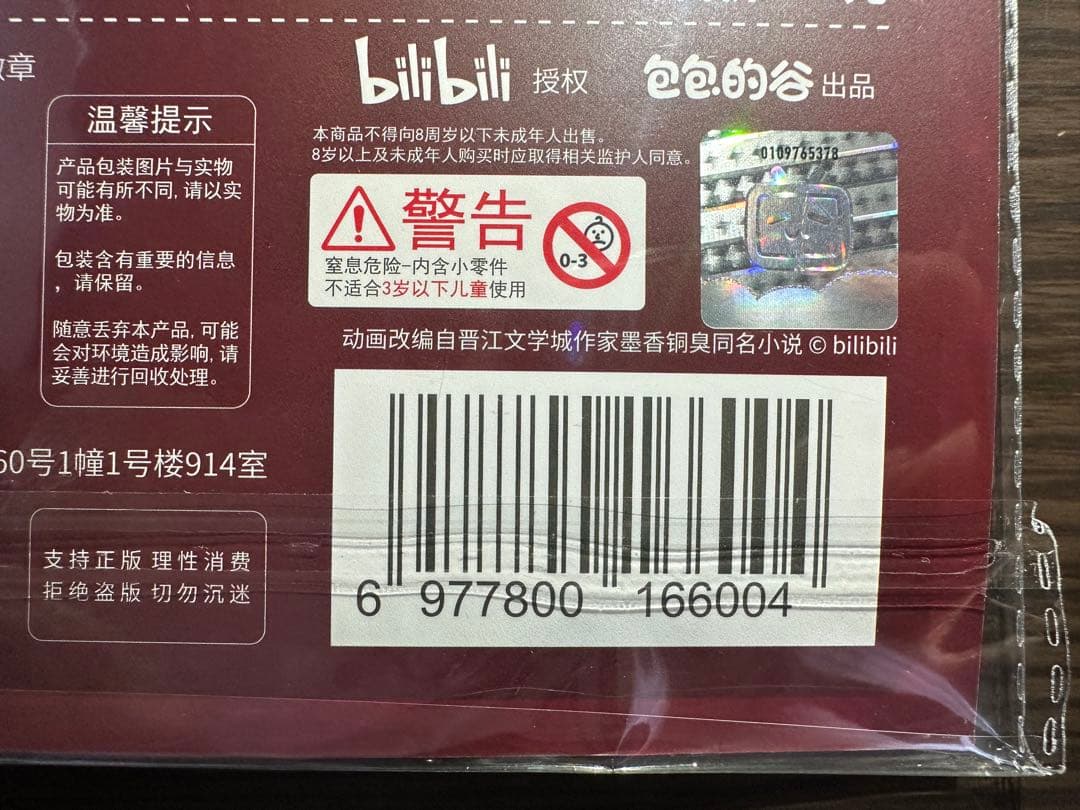 章
bilibili 授权 包包的谷 出品
温馨提示
产品包装图片与实物
可能有所不同,请以实
物为准。
包装含有重要的信息
，请保留。
随意丢弃本产品,可能
会对环境造成影响,请
妥善进行回收处理。
本商品不得向8周岁以下未成年人出售。
8岁以上及未成年人购买时应取得相关监护人同意。
警告
窒息危险-内含小零件
不适合3岁以下儿童使用
0-3
0109765378
动画改编自晋江文学城作家墨香铜臭同名小说 © bilibili
60号1幢1号楼914室
支持正版 理性消费
拒绝盗版 切勿沉迷
6 977800 166004